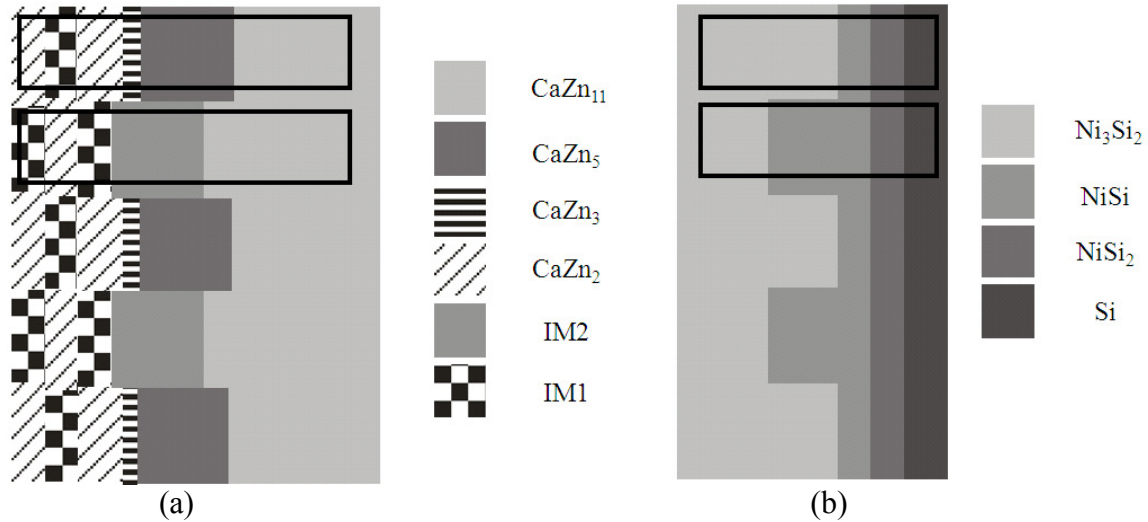 CaZn₁₁
CaZn₅
CaZn₃
CaZn₂
IM2
IM1
(a)
Ni₃Si₂
NiSi
NiSi₂
Si
(b)